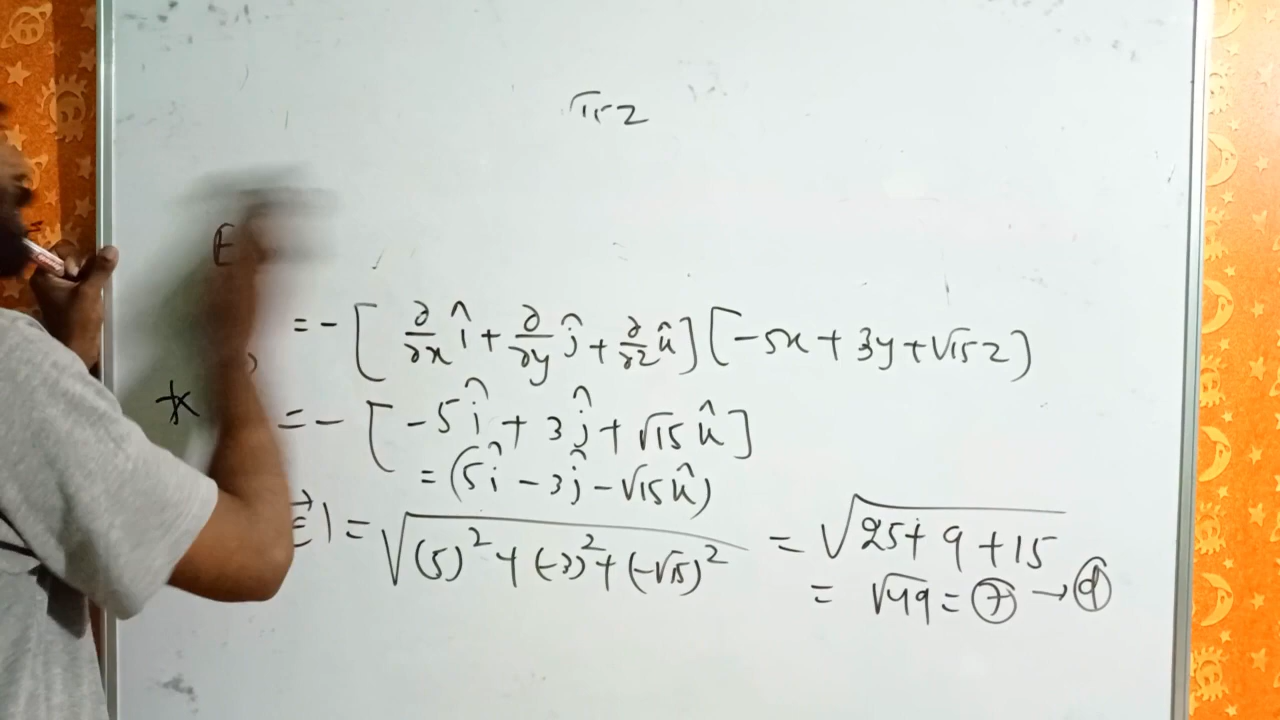 √15 z
E
= - [ ∂/∂x î + ∂/∂y ĵ + ∂/∂z k̂ ] [ -5x + 3y + √15 z )
= - [ -5 î + 3 ĵ + √15 k̂ ]
= (5 î - 3 ĵ - √15 k̂ )
E⃗ | = √(5)² + (-3)² + (-√15)² = √25 + 9 + 15
= √49 = 7 →